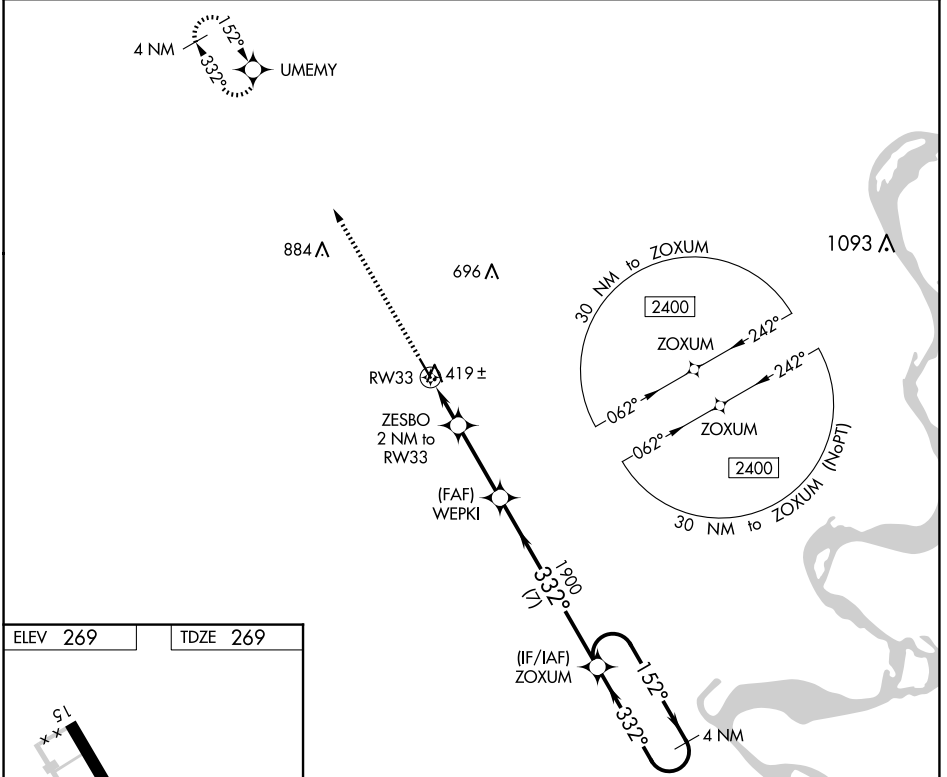 152°
4 NM
332°
UMEMY
884
696
1093
30 NM to ZOXUM
2400
ZOXUM
242°
062°
RW33
419 ±
ZESBO
2 NM to
RW33
242°
062°
ZOXUM
2400
30 NM to ZOXUM (NoPT)
(FAF)
WEPKI
1900
332°
(7)
(IF/IAF)
ZOXUM
152°
332°
4 NM
ELEV 269
TDZE 269
15